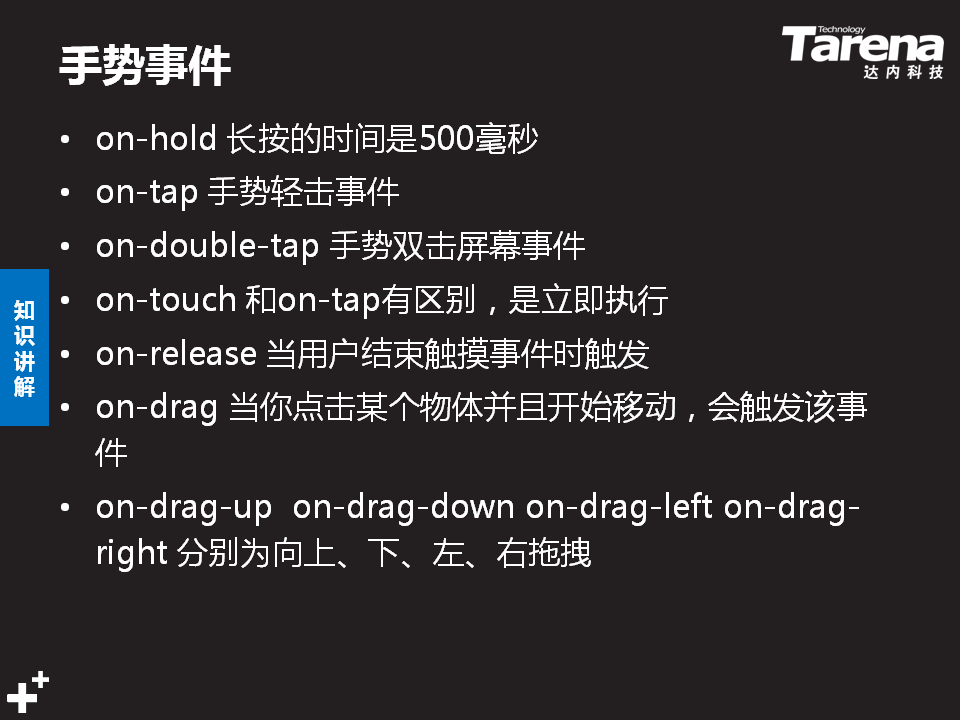 手势事件
Technology
Tarena
达内科技
• on-hold 长按的时间是500毫秒
• on-tap 手势轻击事件
• on-double-tap 手势双击屏幕事件
• on-touch 和on-tap有区别，是立即执行
• on-release 当用户结束触摸事件时触发
• on-drag 当你点击某个物体并且开始移动，会触发该事
件
• on-drag-up  on-drag-down on-drag-left on-drag-
right 分别为向上、下、左、右拖拽
知
识
讲
解